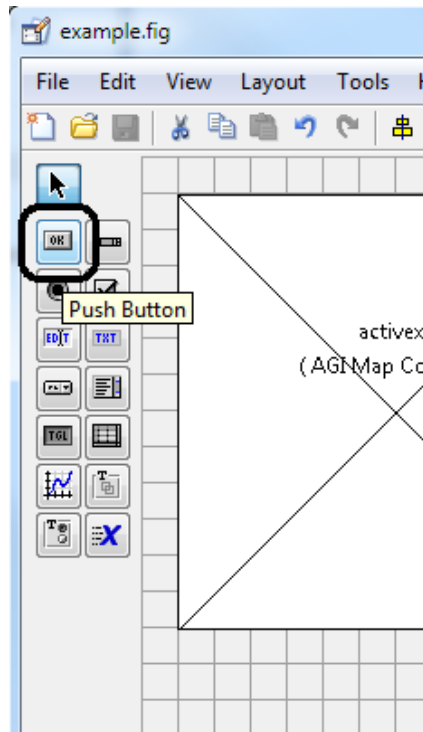 example.fig
File Edit View Layout Tools
OK
Push Button
EDIT TXT
TGL
T
T X
activex
( AGI Map Co